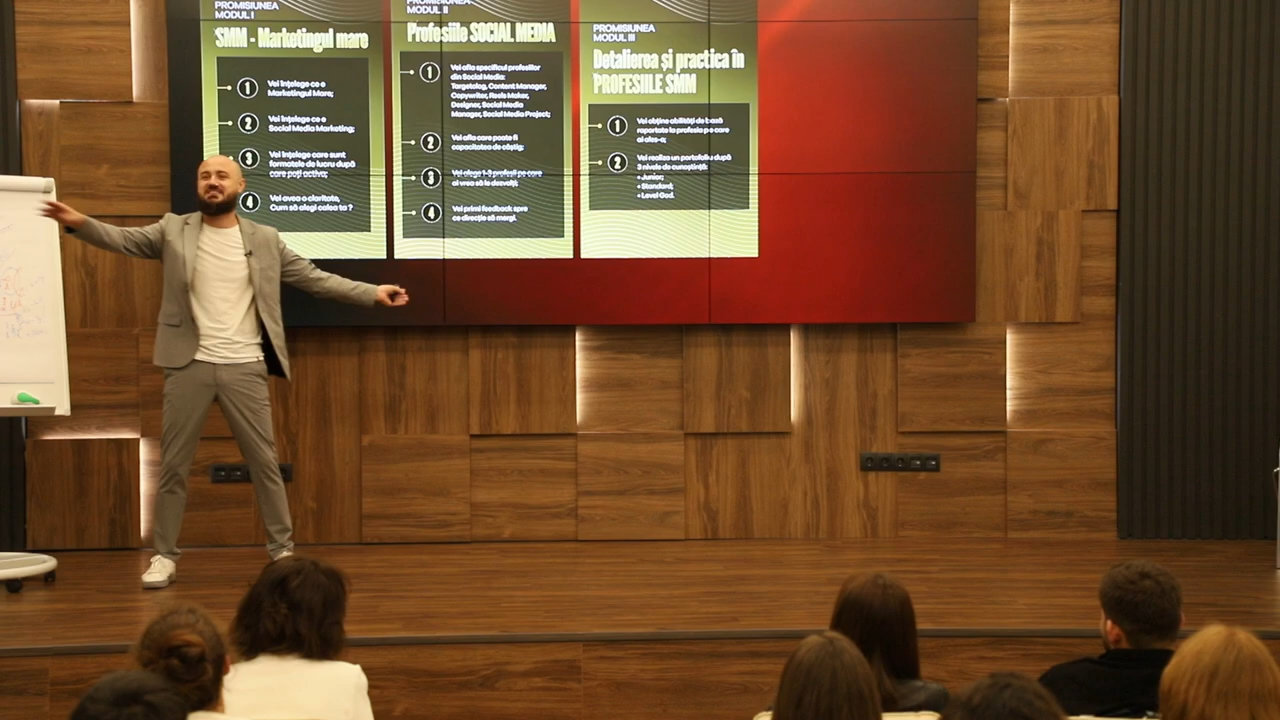 PROMISIUNEA
MODUL I
SMM - Marketingul mare
1 Vei înțelege ce e
Marketingul Mare;
2 Vei înțelege ce e
Social Media Marketing;
3 Vei înțelege care sunt
formatele de lucru după
care poți activa;
4 Vei avea o claritate,
Cum să alegi calea ta ?
PROMISIUNEA
MODUL II
Profesiile SOCIAL MEDIA
1 Vei afla specificul profesiilor
din Social Media:
Targetolog, Content Manager,
Copywriter, Reels Maker,
Designer, Social Media
Manager, Social Media Project;
2 Vei afla care poate fi
capacitatea de câștig;
3 Vei alege 1-3 profesii pe care
ai vrea să le dezvolți;
4 Vei primi feedback spre
ce direcție să mergi.
PROMISIUNEA
MODUL III
Detalierea și practica în
PROFESIILE SMM
1 Vei obține abilități de bază
raportate la profesia pe care
ai ales-o;
2 Vei realiza un portofoliu după
3 nivele de cunoștință:
• Junior;
• Standard;
• Level God.